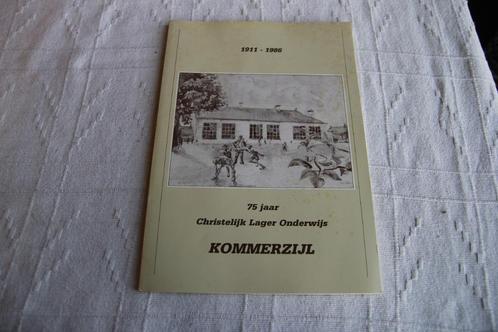 1911 - 1986
75 jaar
Christelijk Lager Onderwijs
KOMMERZIJL